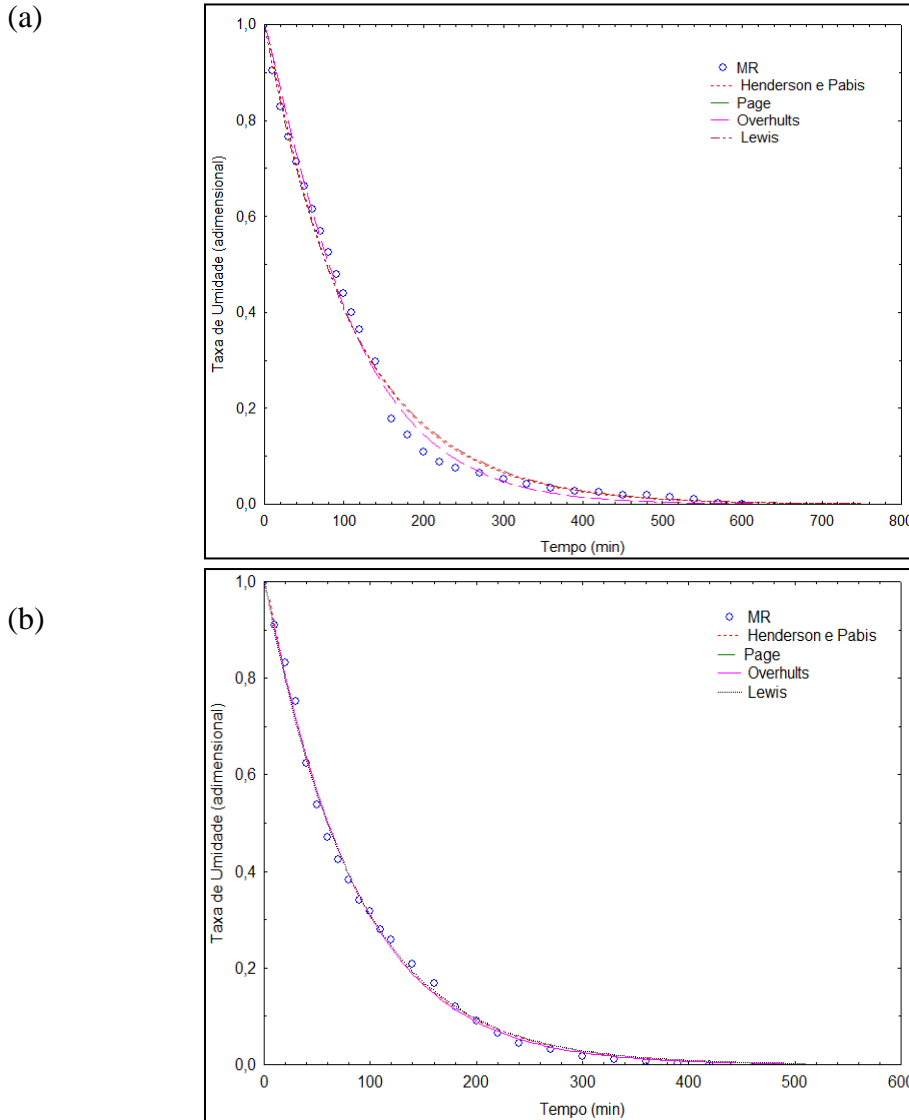 (a)
1,0
0,8
0,6
0,4
0,2
0,0
Taxa de Umidade (adimensional)
MR
Henderson e Pabis
Page
Overhults
Lewis
0 100 200 300 400 500 600 700 800
Tempo (min)
(b)
1,0
0,8
0,6
0,4
0,2
0,0
Taxa de Umidade (adimensional)
MR
Henderson e Pabis
Page
Overhults
Lewis
0 100 200 300 400 500 600
Tempo (min)